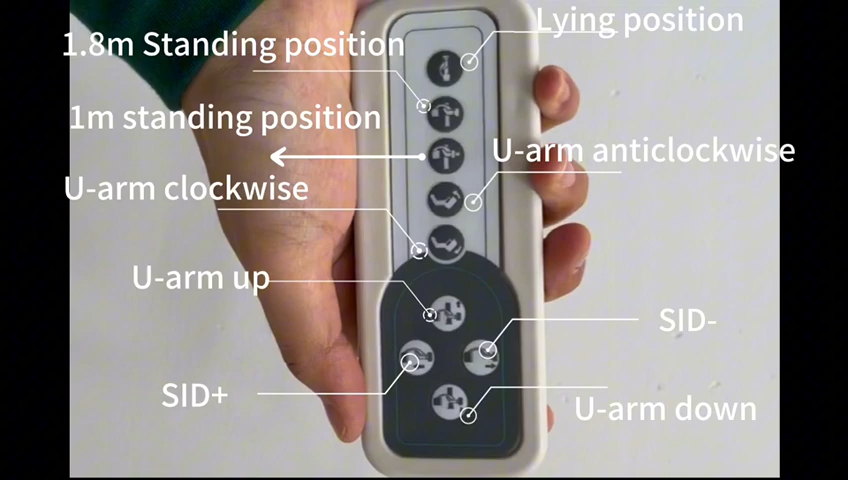 Lying position
1.8m Standing position
1m standing position
U-arm anticlockwise
U-arm clockwise
U-arm up
SID-
SID+
U-arm down